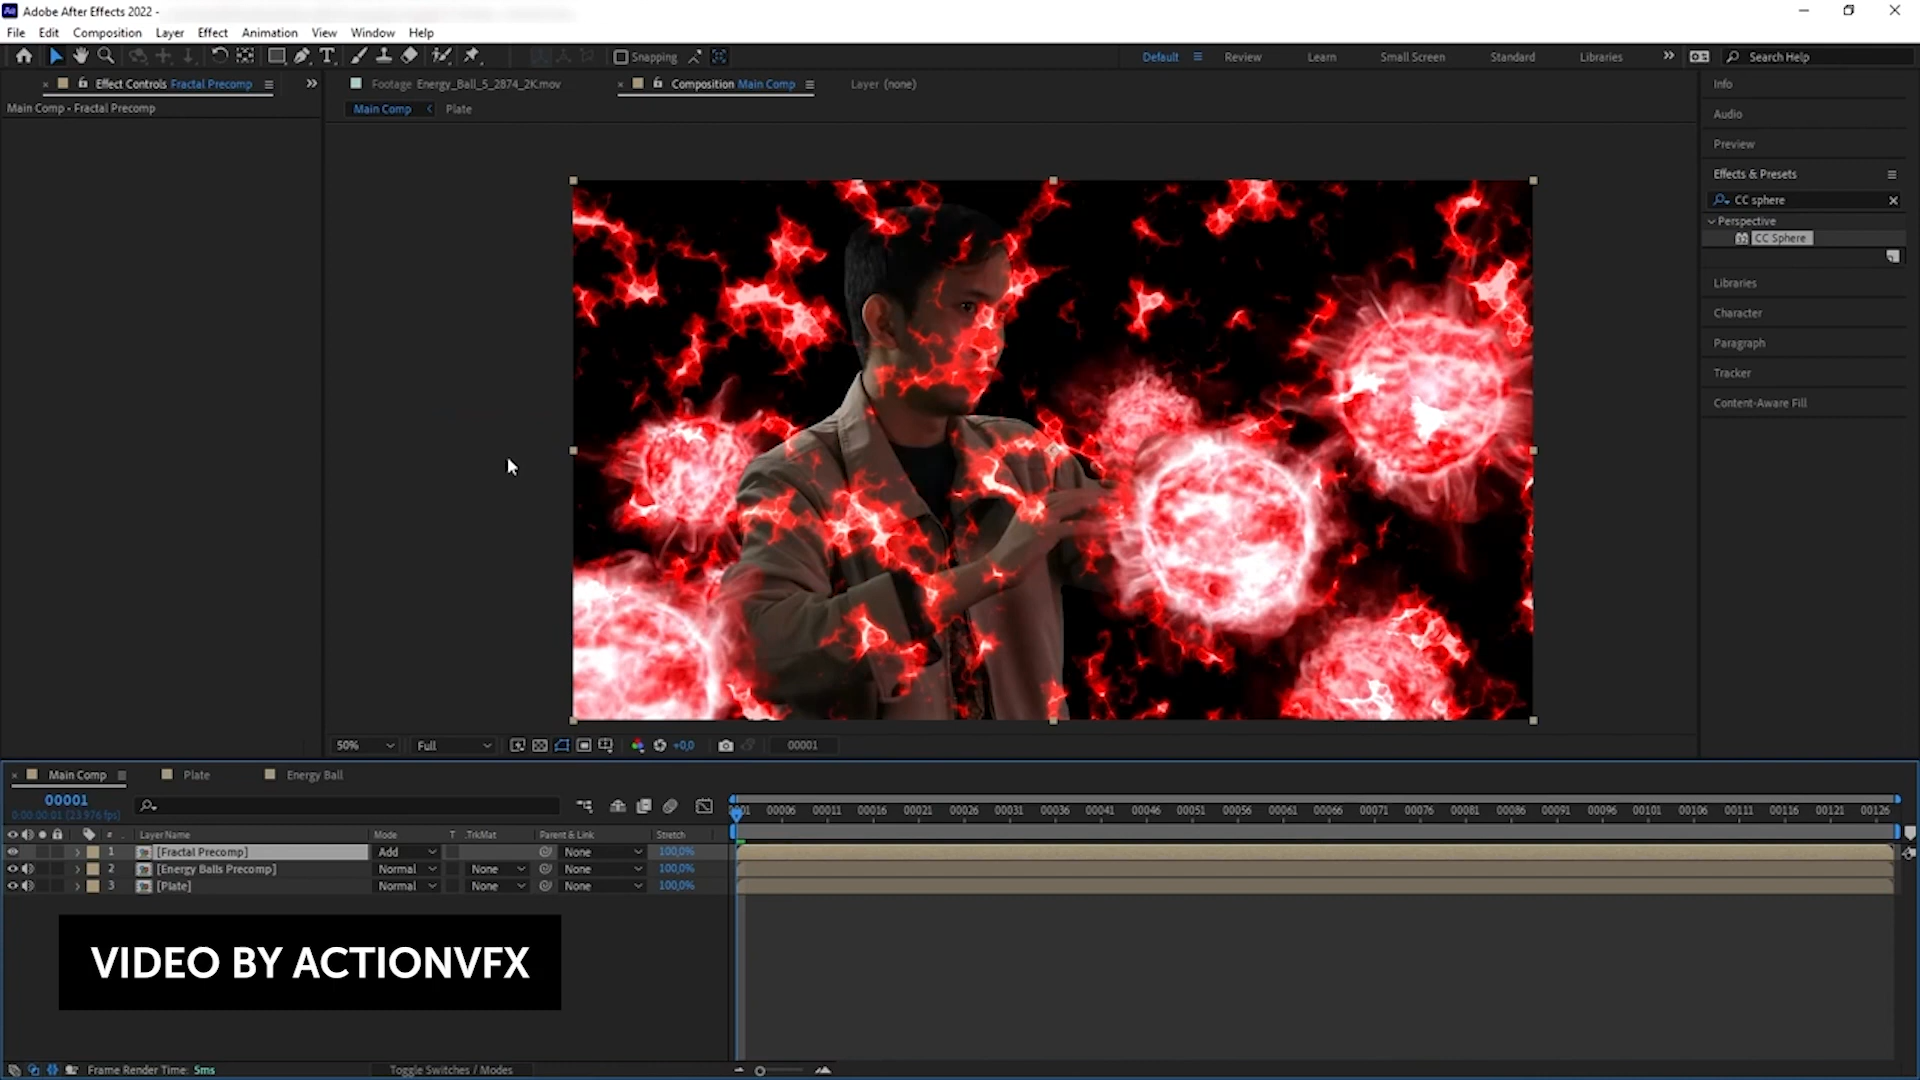 Adobe After Effects 2022 -
File Edit Composition Layer Effect Animation View Window Help
Snapping Default Review Learn Small Screen Standard Libraries Search Help
Effect Controls Fractal Precomp
Footage Energy_Ball_5_2874_2K.mov Composition Main Comp Layer (none)
Main Comp - Fractal Precomp
Main Comp Plate
Info
Audio
Preview
Effects & Presets
CC sphere
Perspective
CC Sphere
Libraries
Character
Paragraph
Tracker
Content-Aware Fill
50% Full +0,0 00001
Main Comp Plate Energy Ball
00001
0:00:00:01 (23.976 fps)
00006 00011 00016 00021 00026 00031 00036 00041 00046 00051 00056 00061 00066 00071 00076 00081 00086 00091 00096 00101 00106 00111 00116 00121 00126
# Layer Name Mode T .TrkMat Parent & Link Stretch
1 [Fractal Precomp] Add None 100,0%
2 [Energy Balls Precomp] Normal None None 100,0%
3 [Plate] Normal None None 100,0%
VIDEO BY ACTIONVFX
Frame Render Time: 5ms Toggle Switches / Modes